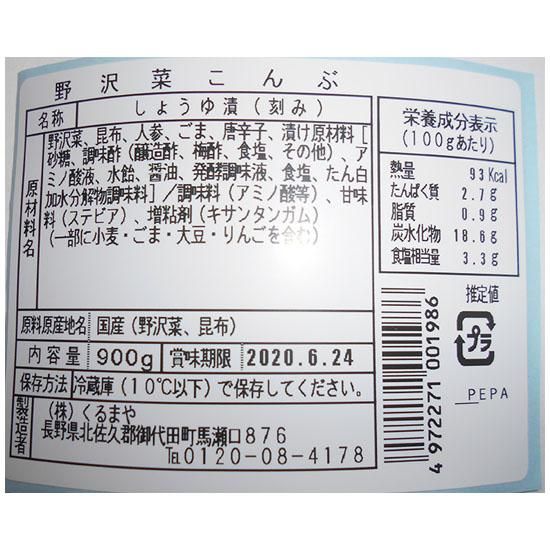 野沢菜こんぶ
名称 しょうゆ漬(刻み)
原材料名
野沢菜、昆布、人参、ごま、唐辛子、漬け原材料[
砂糖、調味酢(醸造酢、梅酢、食塩、その他)、ア
ミノ酸液、水飴、醤油、発酵調味液、食塩、たん白
加水分解物調味料]/調味料(アミノ酸等)、甘味
料(ステビア)、増粘剤(キサンタンガム)
(一部に小麦・ごま・大豆・りんごを含む)
原料原産地名 国産(野沢菜、昆布)
内容量 900g 賞味期限 2020.6.24
保存方法 冷蔵庫(10℃以下)で保存してください。
製造者
(株)くるまや
長野県北佐久郡御代田町馬瀬口876
℡0120-08-4178
栄養成分表示
(100gあたり)
熱量 93Kcal
たんぱく質 2.7g
脂質 0.9g
炭水化物 18.6g
食塩相当量 3.3g
推定値
プラ
__PEPA
4 972271 001986